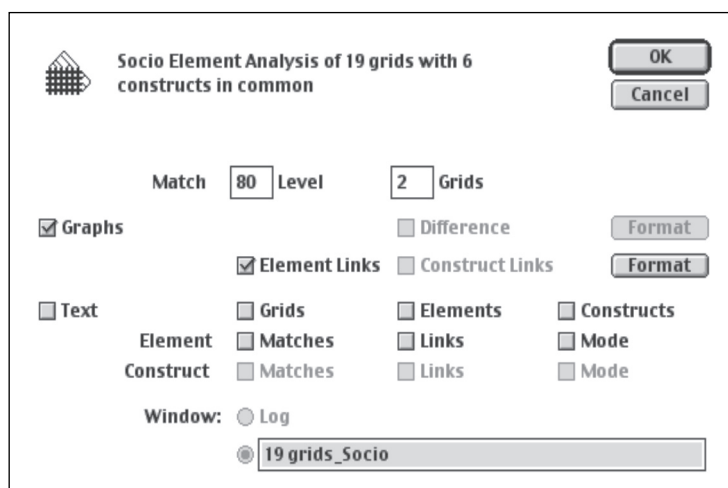 Socio Element Analysis of 19 grids with 6
constructs in common
OK
Cancel
Match 80 Level 2 Grids
Graphs Difference Format
Element Links Construct Links Format
Text Grids Elements Constructs
Element Matches Links Mode
Construct Matches Links Mode
Window: Log
19 grids_Socio